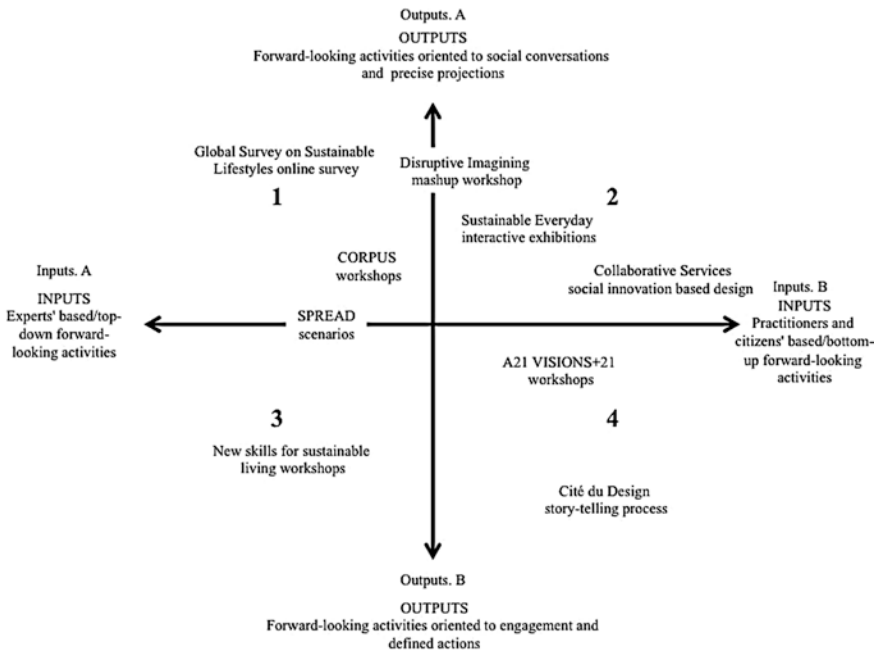 Outputs. A
OUTPUTS
Forward-looking activities oriented to social conversations
and precise projections
Global Survey on Sustainable
Lifestyles online survey
1
Disruptive Imagining
mashup workshop
2
Sustainable Everyday
interactive exhibitions
CORPUS
workshops
Collaborative Services
social innovation based design
Inputs. A
INPUTS
Experts' based/top-
down forward-
looking activities
SPREAD
scenarios
Inputs. B
INPUTS
Practitioners and
citizens' based/bottom-
up forward-looking
activities
A21 VISIONS+21
workshops
3
New skills for sustainable
living workshops
4
Cité du Design
story-telling process
Outputs. B
OUTPUTS
Forward-looking activities oriented to engagement and
defined actions